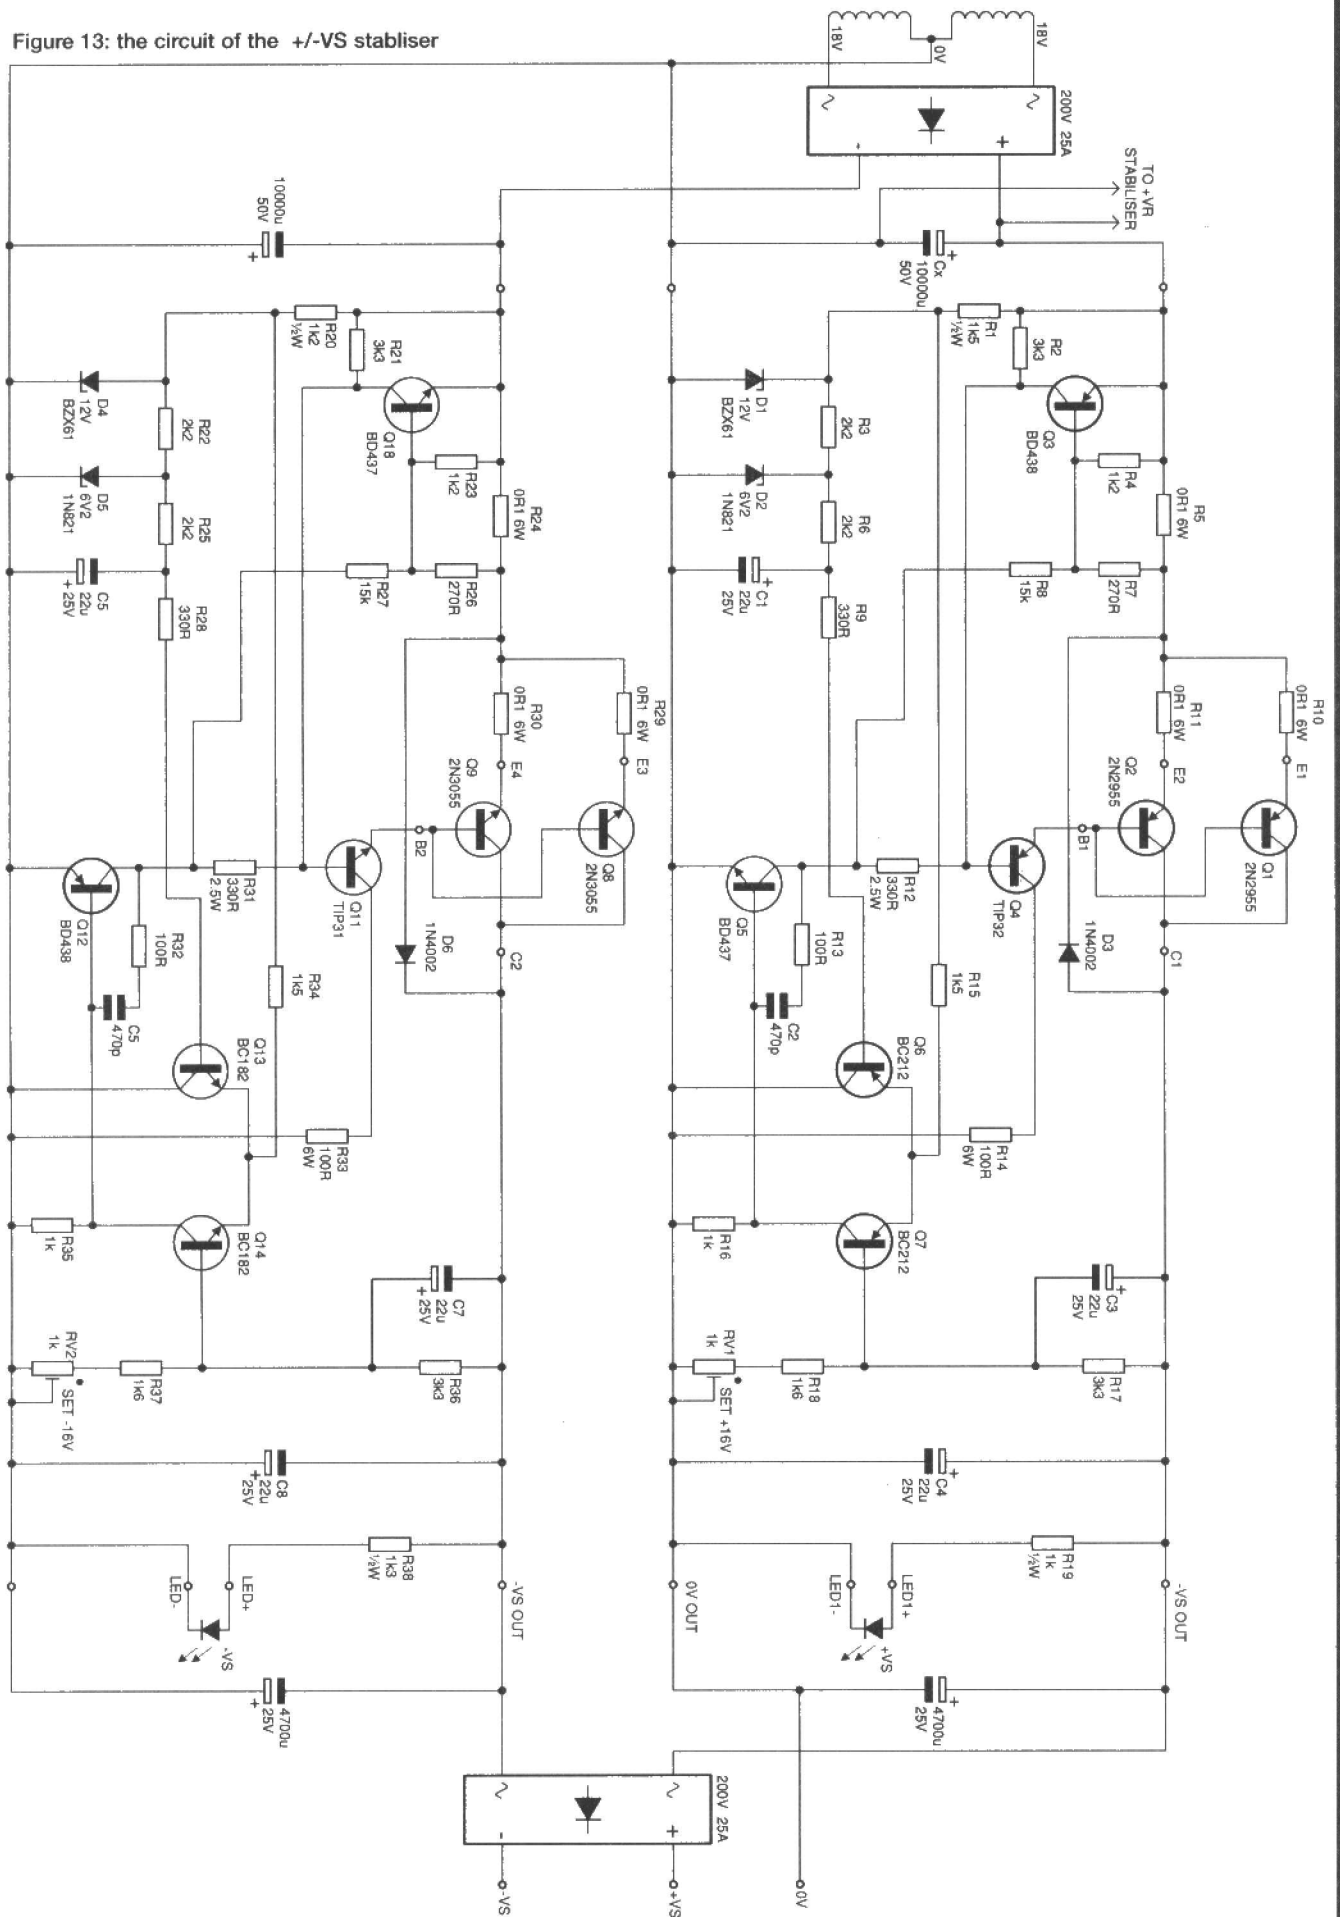 Figure 13: the circuit of the +/-VS stabliser
18V
0V
18V
200V 25A
TO +VR
STABILISER
Cx
10000u
50V
R1
1k5
½W
R2
3k3
Q3
BD438
R4
1k2
R5
0R1 6W
D1
12V
BZX61
R3
2k2
D2
6V2
1N821
R6
2k2
C1
22u
25V
R9
330R
R8
15k
R7
270R
R10
0R1 6W
E1
R11
0R1 6W
E2
Q2
2N2955
Q1
2N2955
B1
Q4
TIP32
D3
1N4002
C1
R12
330R
2.5W
Q5
BD437
R13
100R
C2
470p
R15
1k5
Q6
BC212
R14
100R
6W
Q7
BC212
R16
1k
C3
22u
25V
RV1
1k
SET +16V
R18
1k6
R17
3k3
C4
22u
25V
R19
1k
½W
LED1+
LED1-
+VS
0V OUT
-VS OUT
4700u
25V
10000u
50V
R20
1k2
½W
R21
3k3
Q18
BD437
R23
1k2
R24
0R1 6W
D4
12V
BZX61
R22
2k2
D5
6V2
1N821
R25
2k2
C5
22u
25V
R28
330R
R27
15k
R26
270R
R29
0R1 6W
E3
R30
0R1 6W
E4
Q9
2N3055
Q8
2N3055
B2
Q11
TIP31
D6
1N4002
C2
R31
330R
2.5W
Q12
BD438
R32
100R
C5
470p
R34
1k5
Q13
BC182
R33
100R
6W
Q14
BC182
R35
1k
C7
22u
25V
RV2
1k
SET -16V
R37
1k6
R36
3k3
C8
22u
25V
R38
1k3
½W
LED+
LED-
-VS
-VS OUT
4700u
25V
200V 25A
-VS
+VS
0V